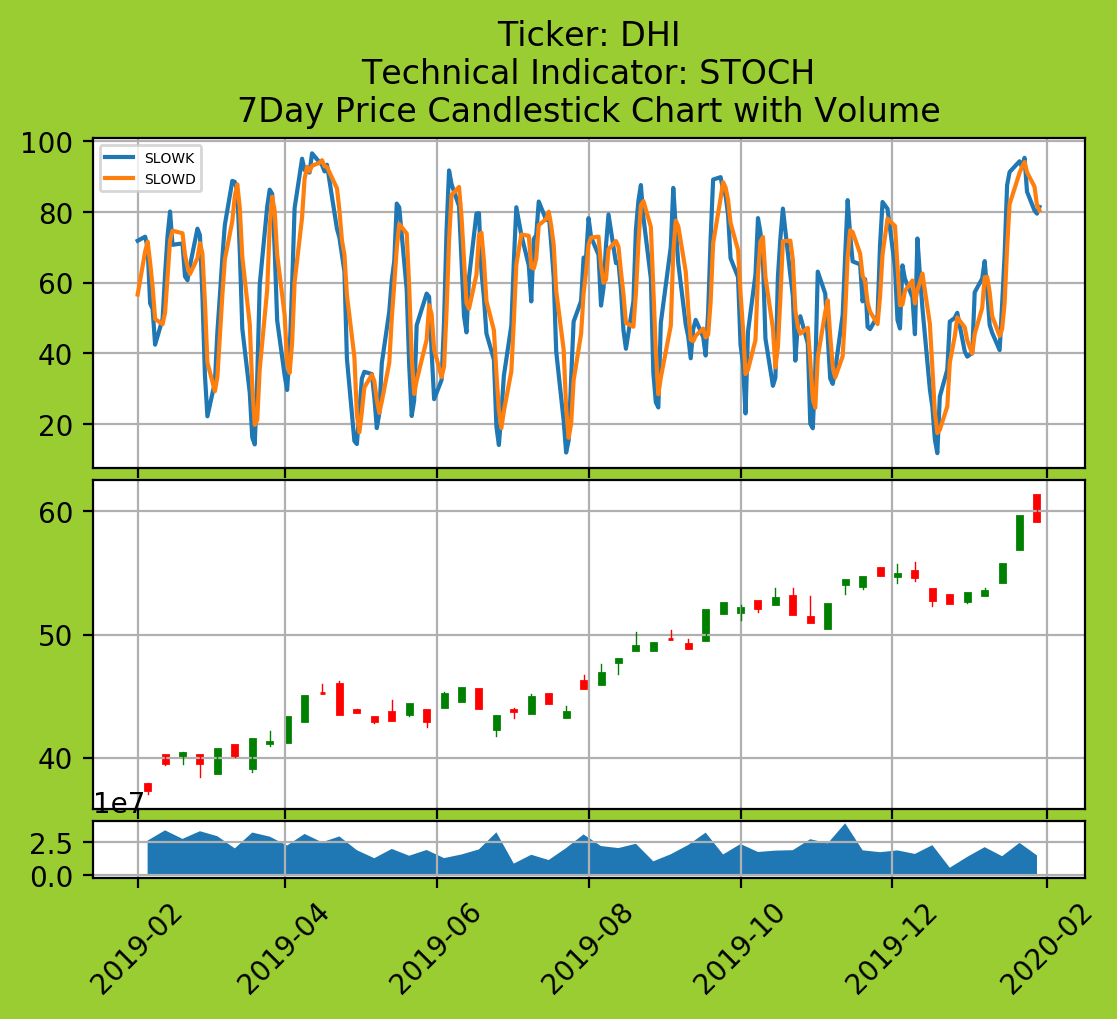 Ticker: DHI
Technical Indicator: STOCH
7Day Price Candlestick Chart with Volume
100
SLOWK
SLOWD
80
60
40
20
60
50
40
1e7
2.5
0.0
2019-02
2019-04
2019-06
2019-08
2019-10
2019-12
2020-02